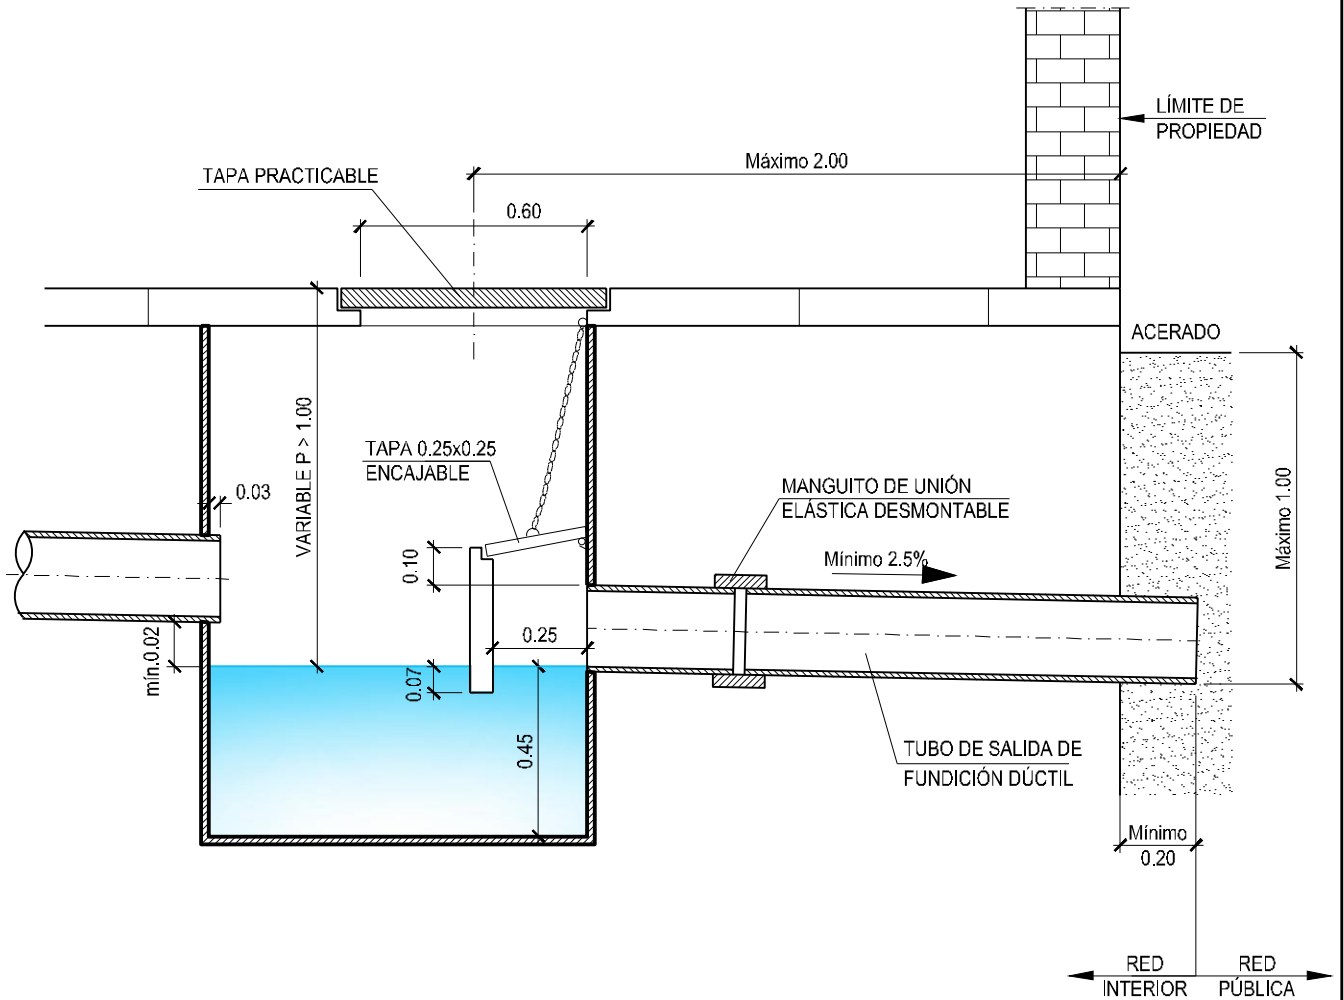 LÍMITE DE
PROPIEDAD
Máximo 2.00
TAPA PRACTICABLE
0.60
ACERADO
VARIABLE P > 1.00
TAPA 0.25x0.25
ENCAJABLE
0.03
MANGUITO DE UNIÓN
ELÁSTICA DESMONTABLE
Máximo 1.00
0.10
Mínimo 2.5%
0.25
mín.0.02
0.07
0.45
TUBO DE SALIDA DE
FUNDICIÓN DÚCTIL
Mínimo
0.20
RED
INTERIOR
RED
PÚBLICA